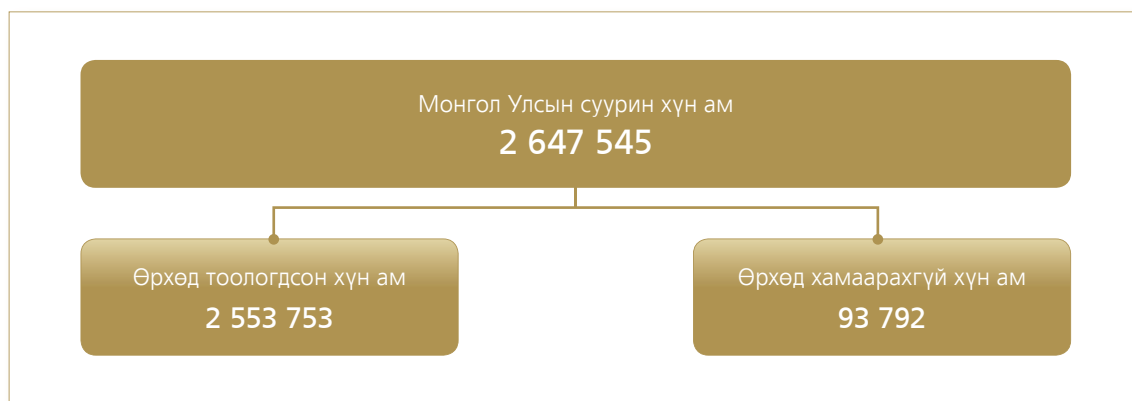 Монгол Улсын суурин хүн ам
2 647 545
Өрхөд тоологдсон хүн ам
2 553 753
Өрхөд хамаарахгүй хүн ам
93 792